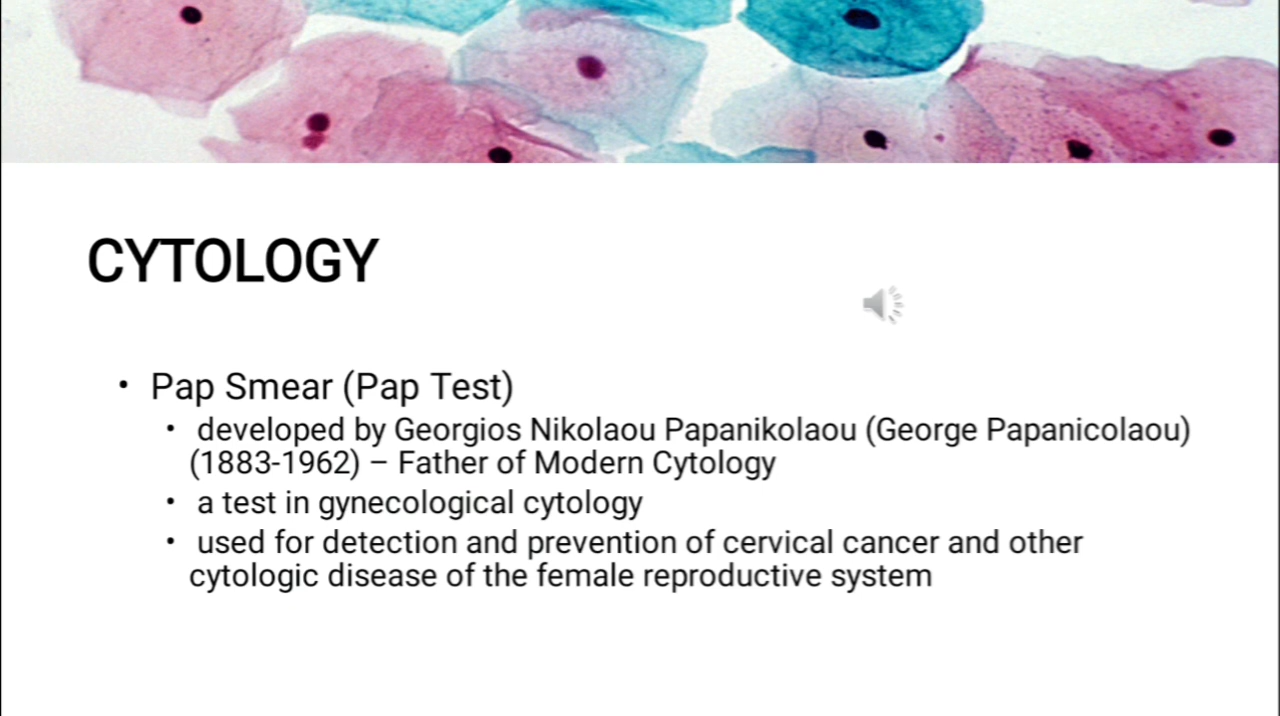 CYTOLOGY
• Pap Smear (Pap Test)
• developed by Georgios Nikolaou Papanikolaou (George Papanicolaou)
(1883-1962) – Father of Modern Cytology
• a test in gynecological cytology
• used for detection and prevention of cervical cancer and other
cytologic disease of the female reproductive system